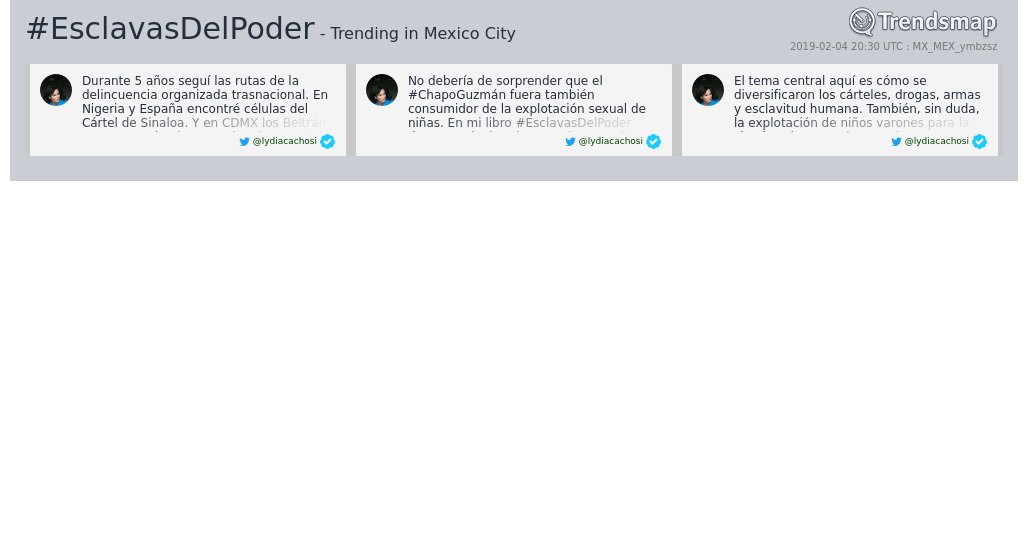 #EsclavasDelPoder - Trending in Mexico City
Trendsmap
2019-02-04 20:30 UTC : MX_MEX_ymbzsz
Durante 5 años seguí las rutas de la
delincuencia organizada trasnacional. En
Nigeria y España encontré células del
Cártel de Sinaloa. Y en CDMX los Beltrán
@lydiacachosi
No debería de sorprender que el
#ChapoGuzmán fuera también
consumidor de la explotación sexual de
niñas. En mi libro #EsclavasDelPoder
@lydiacachosi
El tema central aquí es cómo se
diversificaron los cárteles, drogas, armas
y esclavitud humana. También, sin duda,
la explotación de niños varones para la
@lydiacachosi